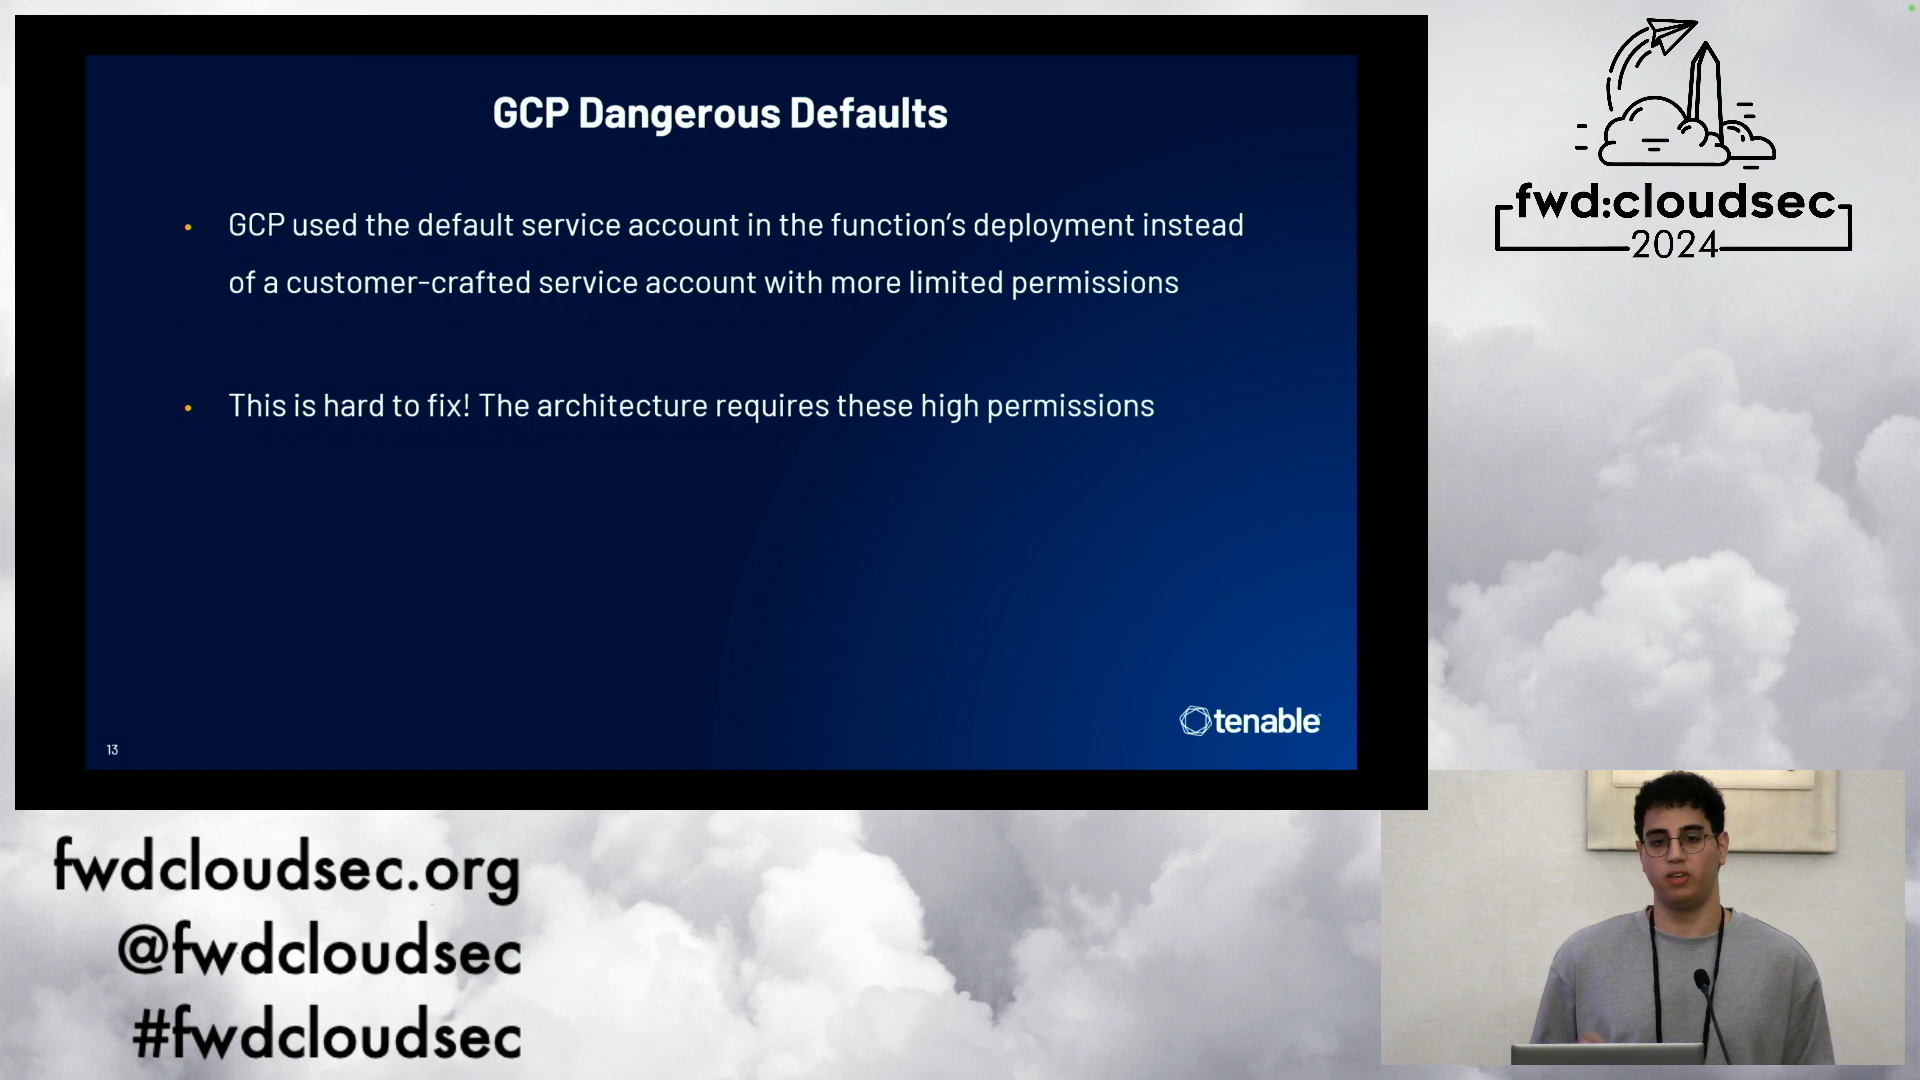 GCP Dangerous Defaults
• GCP used the default service account in the function’s deployment instead
of a customer-crafted service account with more limited permissions
• This is hard to fix! The architecture requires these high permissions
tenable
13
fwd:cloudsec
2024
fwdcloudsec.org
@fwdcloudsec
#fwdcloudsec